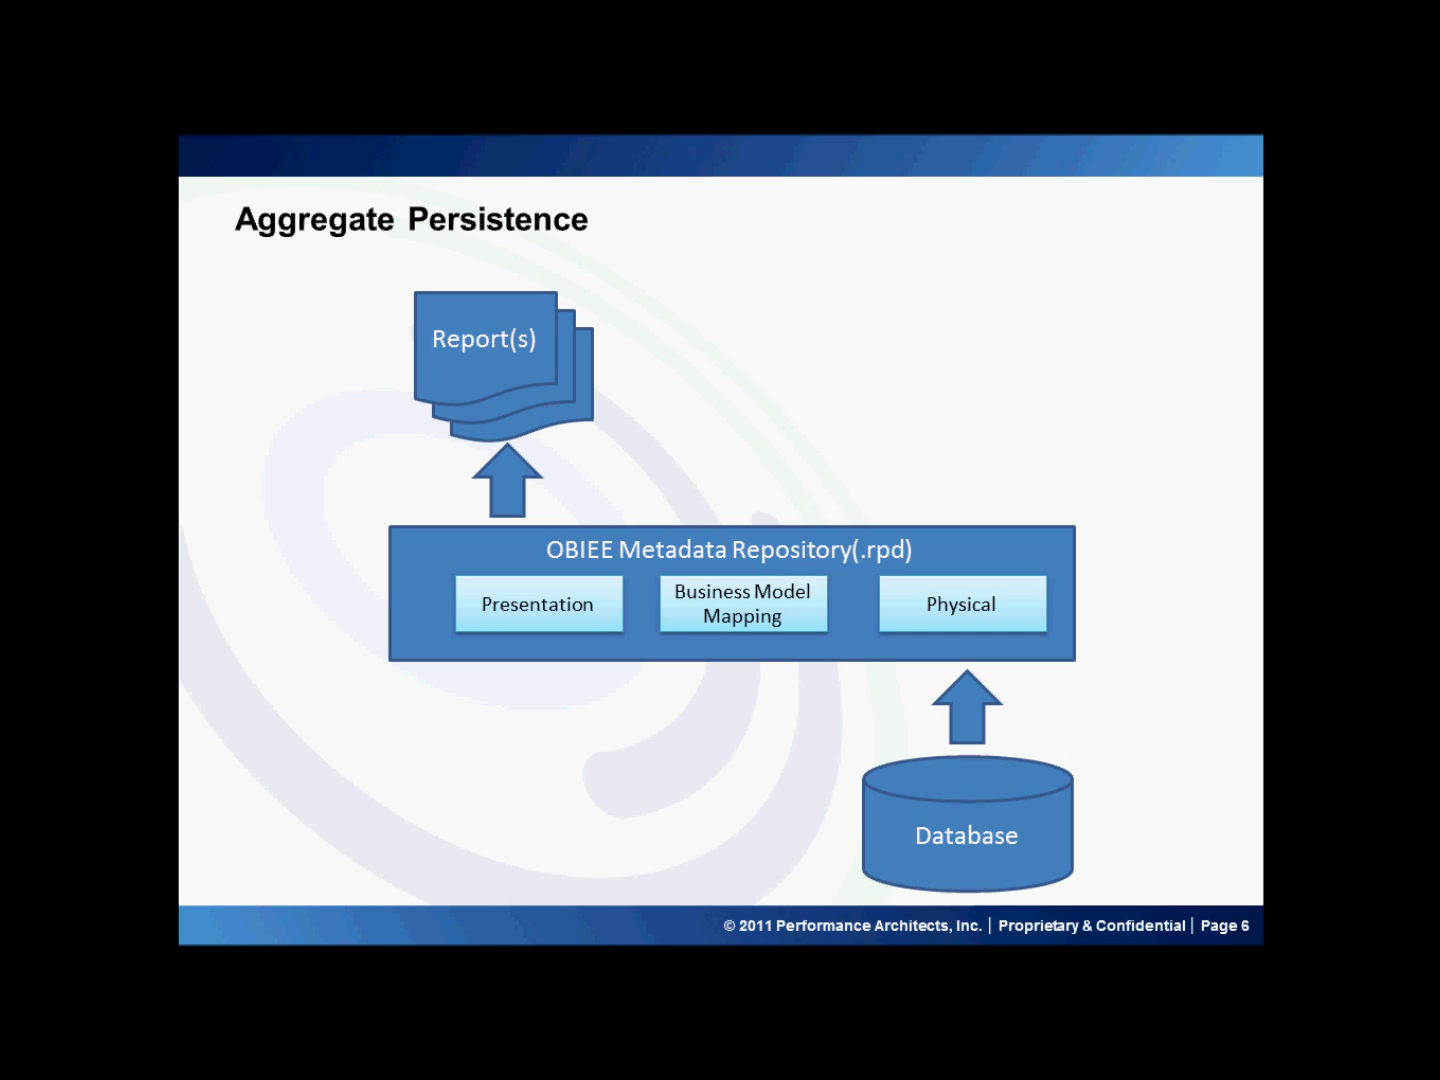 Aggregate Persistence
Report(s)
OBIEE Metadata Repository(.rpd)
Presentation
Business Model
Mapping
Physical
Database
© 2011 Performance Architects, Inc. | Proprietary & Confidential | Page 6